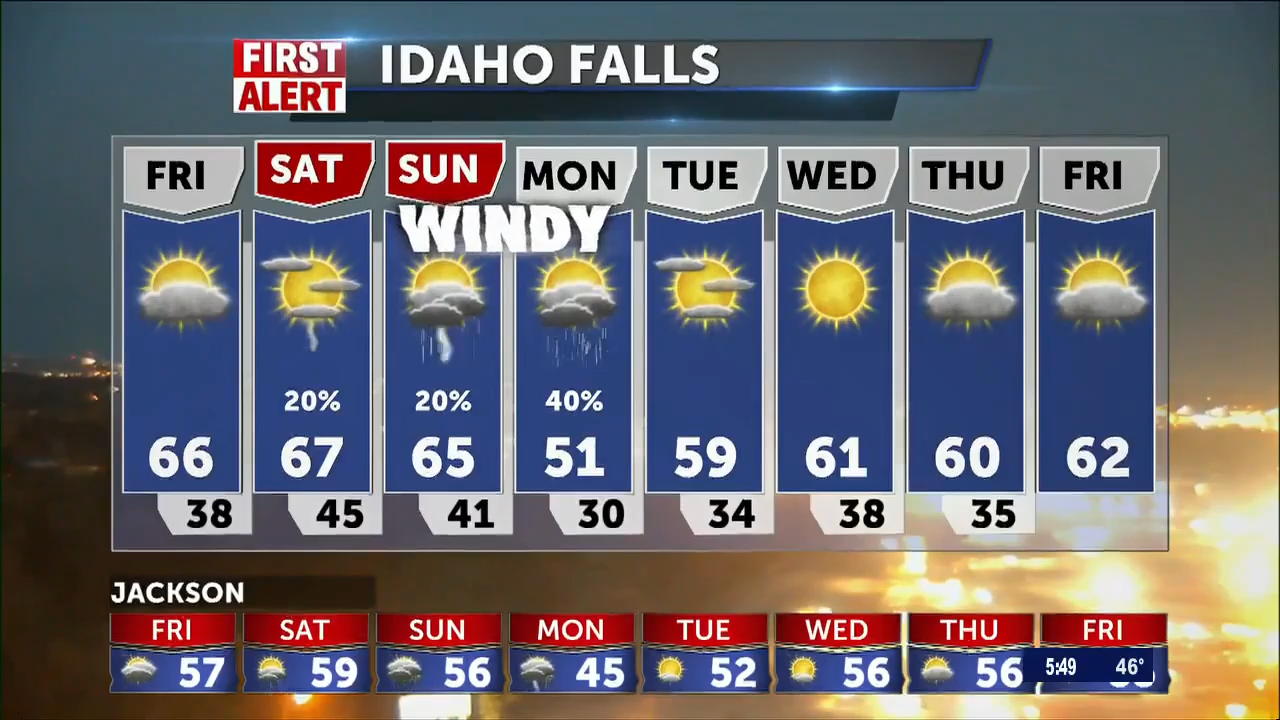 FIRST
ALERT
IDAHO FALLS
FRI SAT SUN MON TUE WED THU FRI
WINDY
20% 20% 40%
66 67 65 51 59 61 60 62
38 45 41 30 34 38 35
JACKSON
FRI SAT SUN MON TUE WED THU FRI
57 59 56 45 52 56 56
5:49 46°